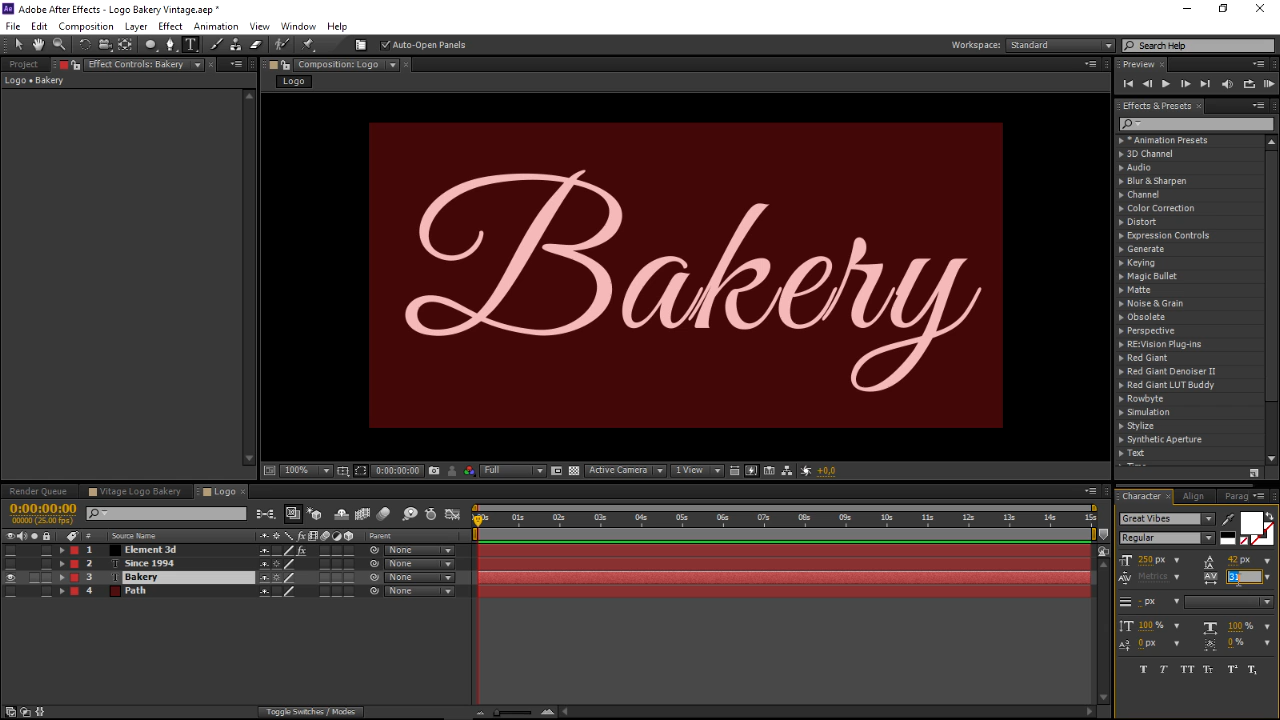 Adobe After Effects - Logo Bakery Vintage.aep *
File Edit Composition Layer Effect Animation View Window Help
Auto-Open Panels
Workspace: Standard
Search Help
Project Effect Controls: Bakery
Logo • Bakery
Composition: Logo
Logo
Bakery
Preview
Effects & Presets
* Animation Presets
3D Channel
Audio
Blur & Sharpen
Channel
Color Correction
Distort
Expression Controls
Generate
Keying
Magic Bullet
Matte
Noise & Grain
Obsolete
Perspective
RE:Vision Plug-ins
Red Giant
Red Giant Denoiser II
Red Giant LUT Buddy
Rowbyte
Simulation
Stylize
Synthetic Aperture
Text
100% 0:00:00:00 Full Active Camera 1 View +0,0
Render Queue Vitage Logo Bakery Logo
0:00:00:00
00000 (25.00 fps)
01s 02s 03s 04s 05s 06s 07s 08s 09s 10s 11s 12s 13s 14s 15s
# Source Name Parent
1 Element 3d fx None
2 T Since 1994 None
3 T Bakery None
4 Path None
Toggle Switches / Modes
Character Align Parag
Great Vibes
Regular
250 px 42 px
Metrics 31
- px
100 % 100 %
0 px 0 %
T T TT Tт T¹ T₁